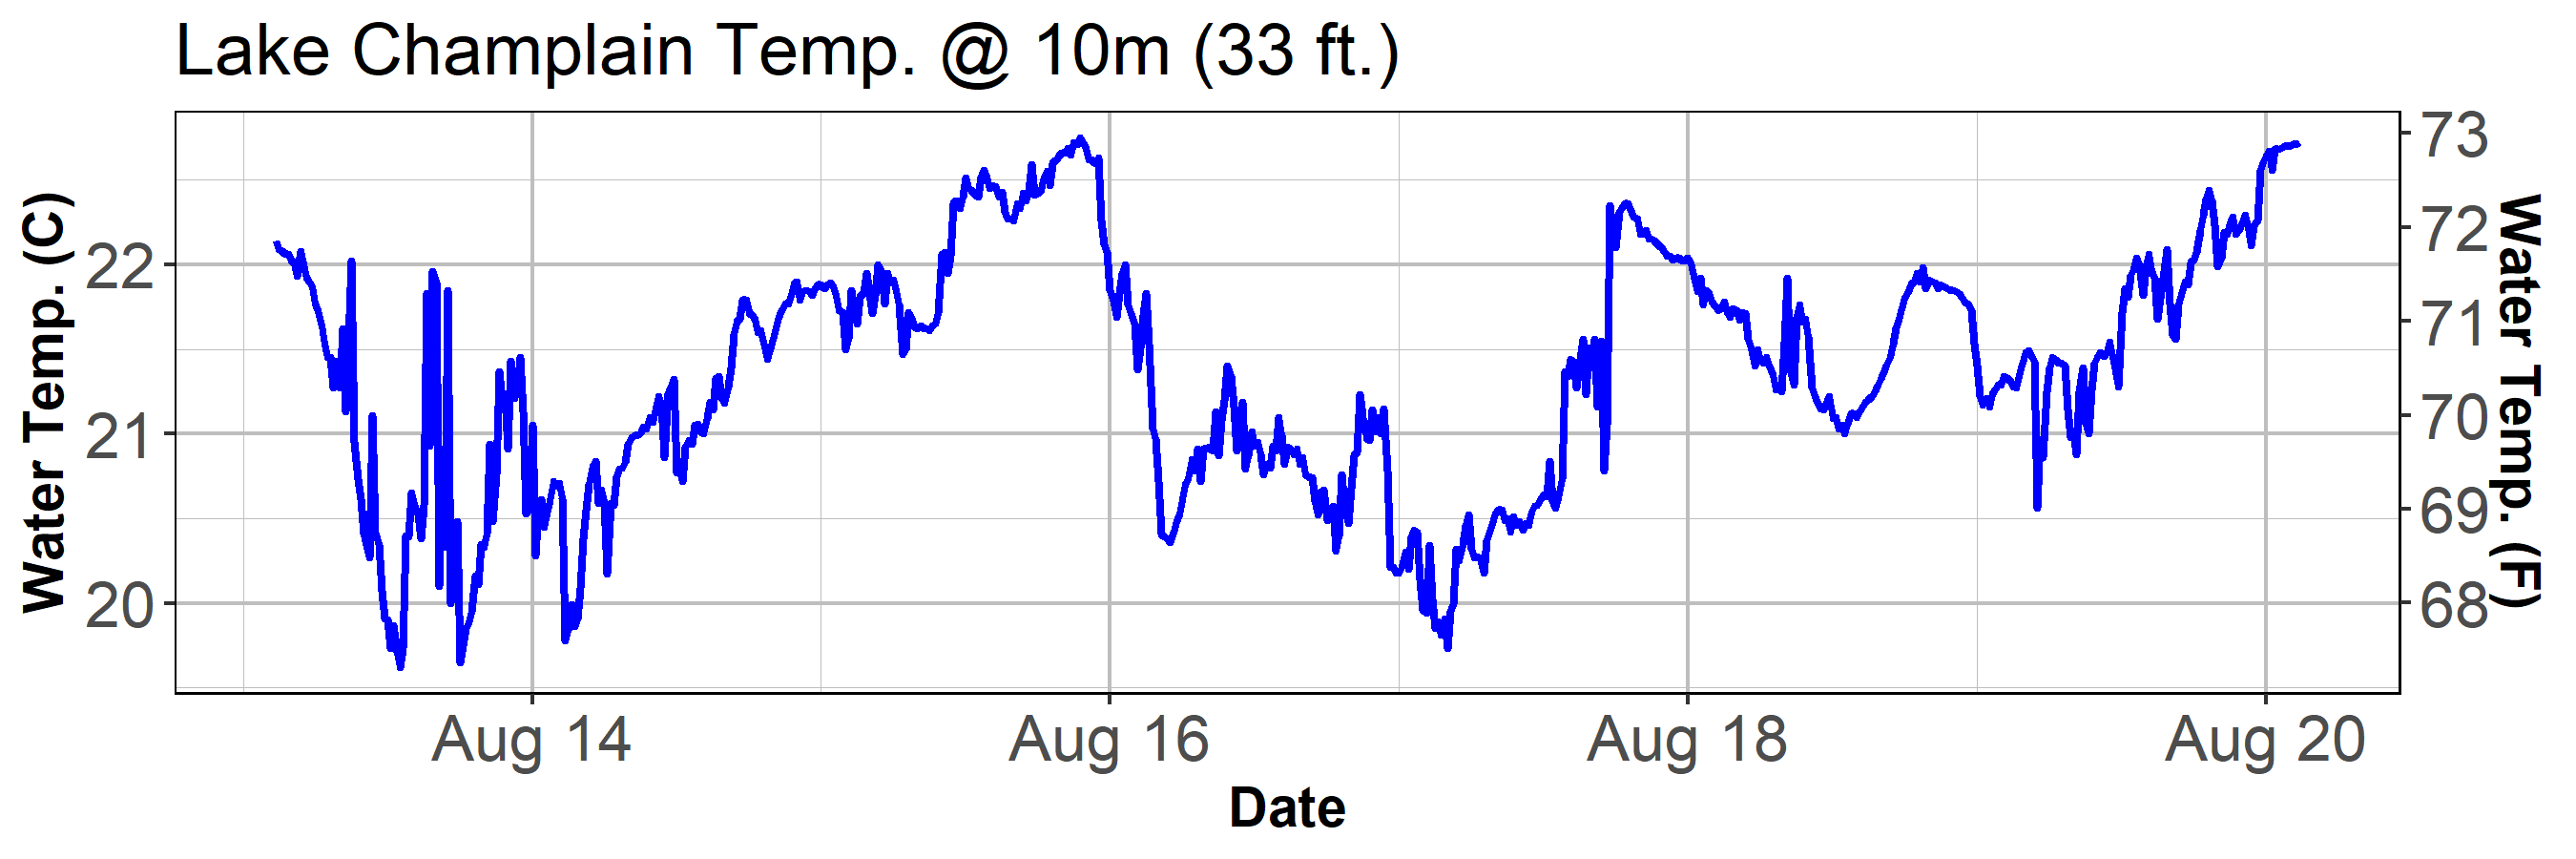 Lake Champlain Temp. @ 10m (33 ft.)
Water Temp. (C)
22
21
20
73
72
71
70
69
68
Water Temp. (F)
Aug 14
Aug 16
Aug 18
Aug 20
Date